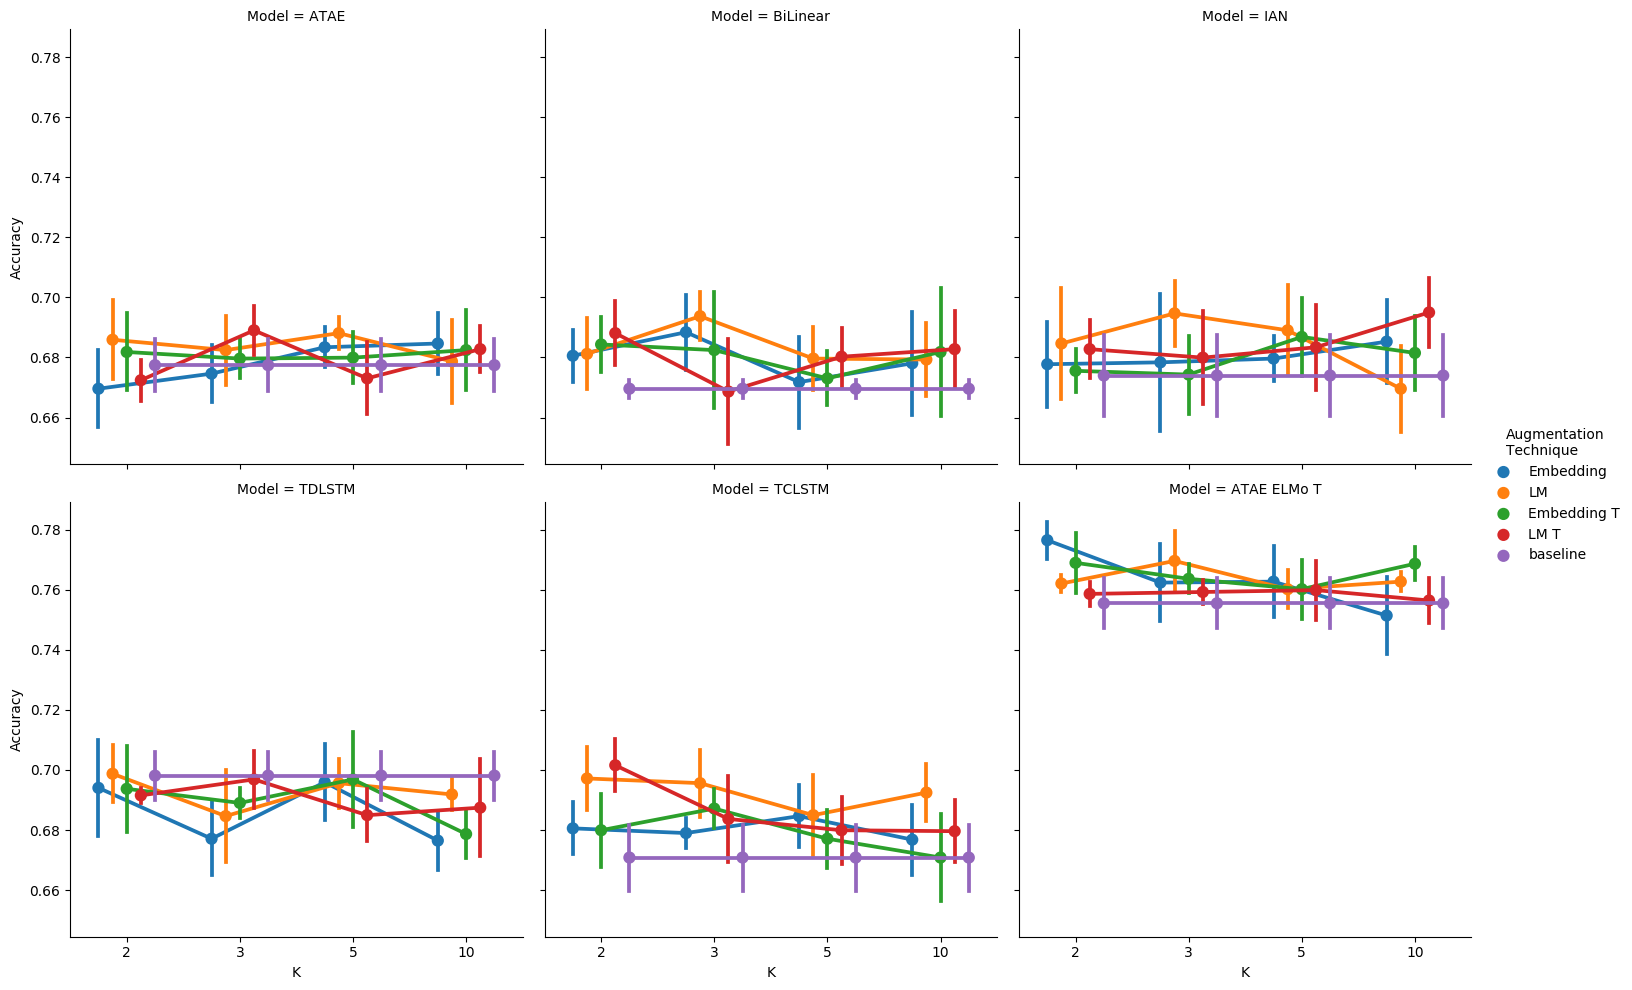 Model = ATAE
Model = BiLinear
Model = IAN
0.78
0.76
0.74
0.72
0.70
0.68
0.66
Accuracy
Model = TDLSTM
Model = TCLSTM
Model = ATAE ELMo T
0.78
0.76
0.74
0.72
0.70
0.68
0.66
Accuracy
2 3 5 10
2 3 5 10
2 3 5 10
K
K
K
Augmentation
Technique
Embedding
LM
Embedding T
LM T
baseline